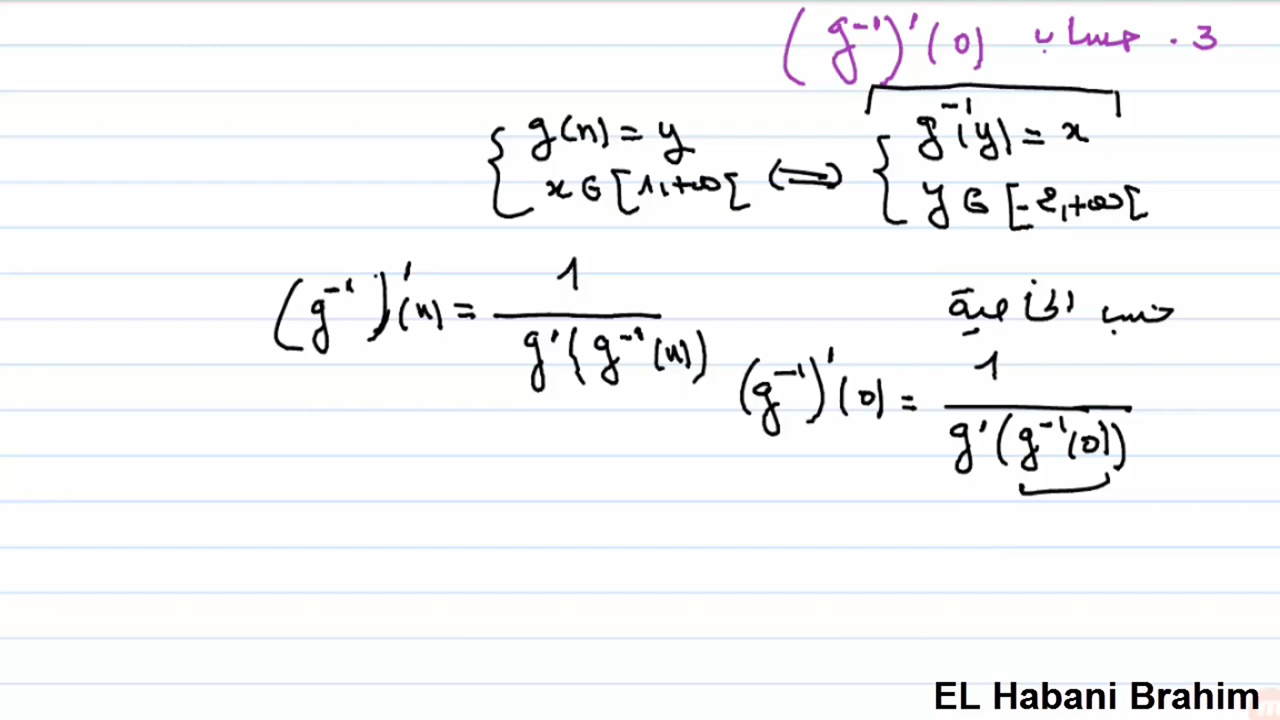 3. حساب (g⁻¹)'(0)
{ g(x) = y
x ∈ [1, +∞[ ⟺ { g⁻¹(y) = x
y ∈ [-2, +∞[
حسب الخاصية
(g⁻¹)'(x) = 1 / g'(g⁻¹(x))
(g⁻¹)'(0) = 1 / g'(g⁻¹(0))
EL Habani Brahim